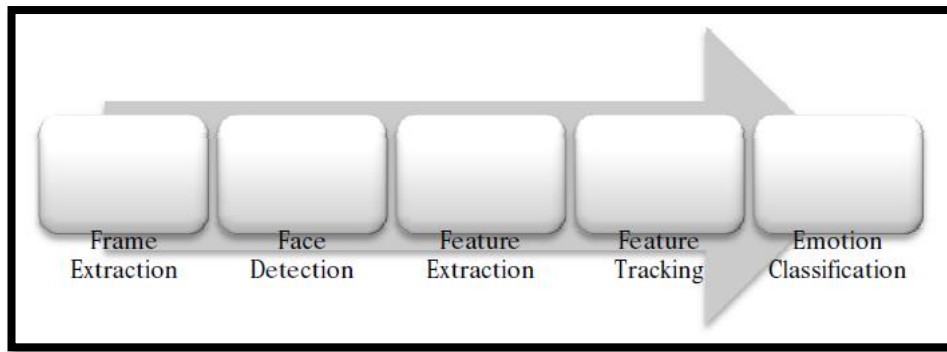 Frame
Extraction
Face
Detection
Feature
Extraction
Feature
Tracking
Emotion
Classification